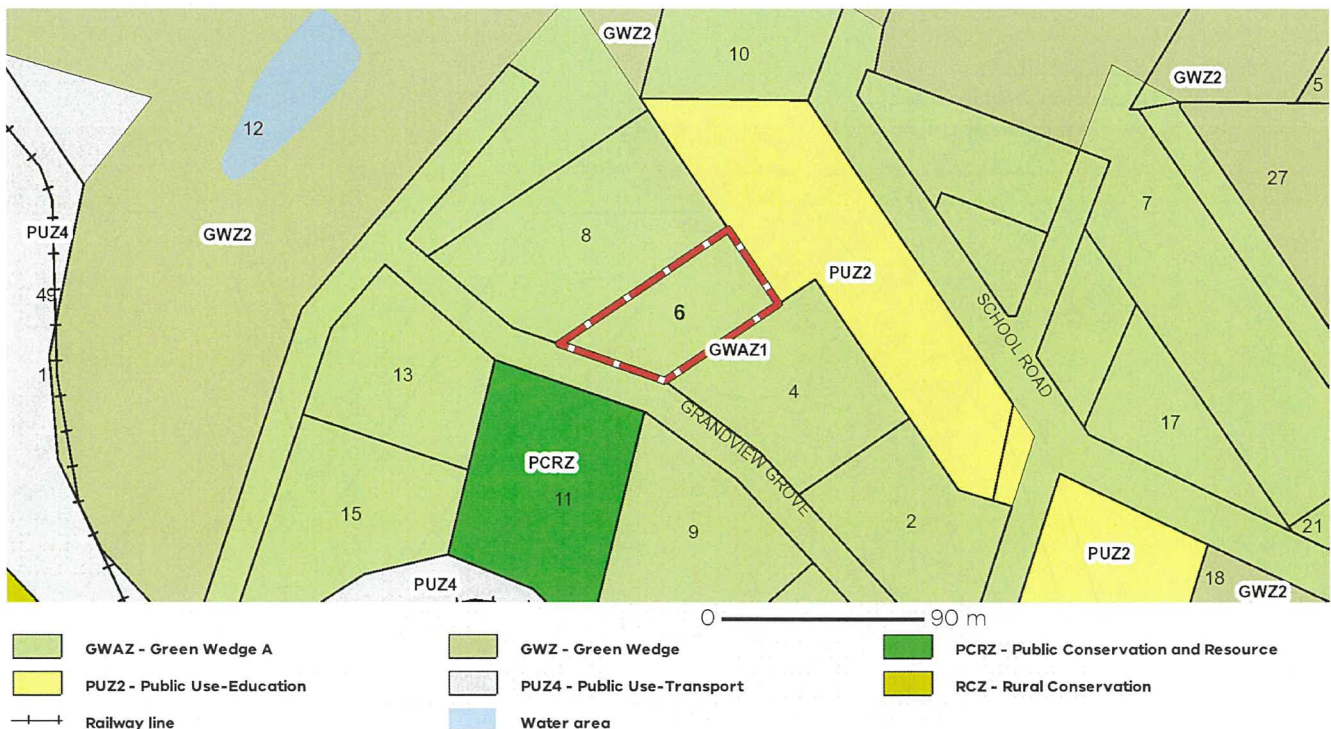 GWZ2
10
GWZ2
5
12
27
7
PUZ4
GWZ2
8
PUZ2
49
6
SCHOOL ROAD
1
GWAZ1
13
4
GRANDVIEW GROVE
17
PCRZ
11
15
9
2
21
PUZ2
PUZ4
18
GWZ2
0 90 m
GWAZ - Green Wedge A
GWZ - Green Wedge
PCRZ - Public Conservation and Resource
PUZ2 - Public Use-Education
PUZ4 - Public Use-Transport
RCZ - Rural Conservation
Railway line
Water area